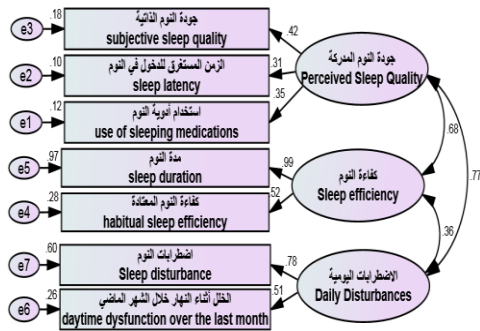 .18
e3
جودة النوم الذاتية
subjective sleep quality
.42
جودة النوم المدركة
Perceived Sleep Quality
.10
e2
الزمن المستغرق للدخول في النوم
sleep latency
.31
.12
e1
استخدام أدوية النوم
use of sleeping medications
.35
.68
.77
.97
e5
مدة النوم
sleep duration
.99
كفاءة النوم
Sleep efficiency
.28
e4
كفاءة النوم المعتادة
habitual sleep efficiency
.52
.36
.60
e7
اضطرابات النوم
Sleep disturbance
.78
الاضطرابات اليومية
Daily Disturbances
.26
e6
الخلل أثناء النهار خلال الشهر الماضي
daytime dysfunction over the last month
.51